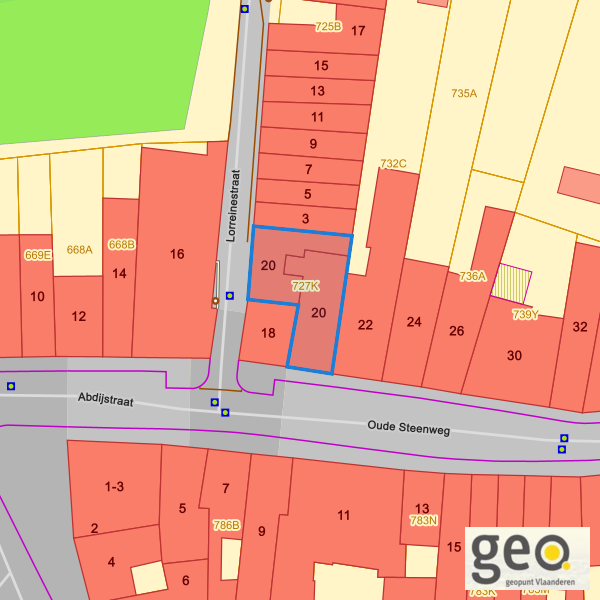 725B
17
15
13
11
9
7
5
3
735A
732C
Lorreinestraat
669E
668A
668B
16
14
12
10
20
727K
20
18
22
24
26
30
32
736A
739Y
Abdijstraat
Oude Steenweg
1-3
2
4
5
6
7
786B
9
11
13
783N
15
geo.
geopunt Vlaanderen